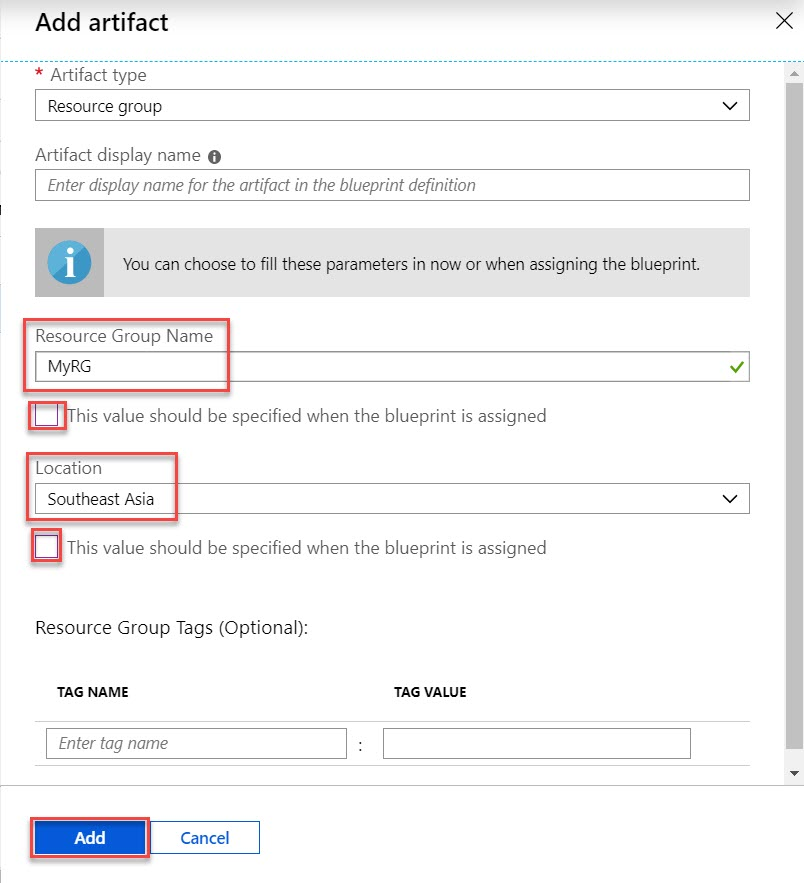 Add artifact
* Artifact type
Resource group
Artifact display name
Enter display name for the artifact in the blueprint definition
You can choose to fill these parameters in now or when assigning the blueprint.
Resource Group Name
MyRG
This value should be specified when the blueprint is assigned
Location
Southeast Asia
This value should be specified when the blueprint is assigned
Resource Group Tags (Optional):
TAG NAME TAG VALUE
Enter tag name :
Add Cancel